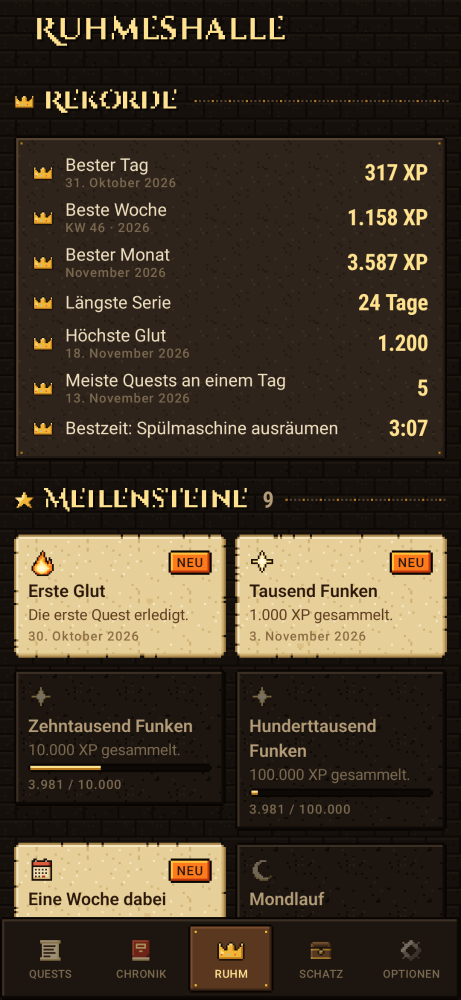 RUHMESHALLE
REKORDE
Bester Tag
31. Oktober 2026
317 XP
Beste Woche
KW 46 · 2026
1.158 XP
Bester Monat
November 2026
3.587 XP
Längste Serie
24 Tage
Höchste Glut
18. November 2026
1.200
Meiste Quests an einem Tag
13. November 2026
5
Bestzeit: Spülmaschine ausräumen
3:07
MEILENSTEINE 9
NEU
Erste Glut
Die erste Quest erledigt.
30. Oktober 2026
NEU
Tausend Funken
1.000 XP gesammelt.
3. November 2026
Zehntausend Funken
10.000 XP gesammelt.
3.981 / 10.000
Hunderttausend
Funken
100.000 XP gesammelt.
3.981 / 100.000
NEU
Eine Woche dabei
Mondlauf
QUESTS
CHRONIK
RUHM
SCHATZ
OPTIONEN